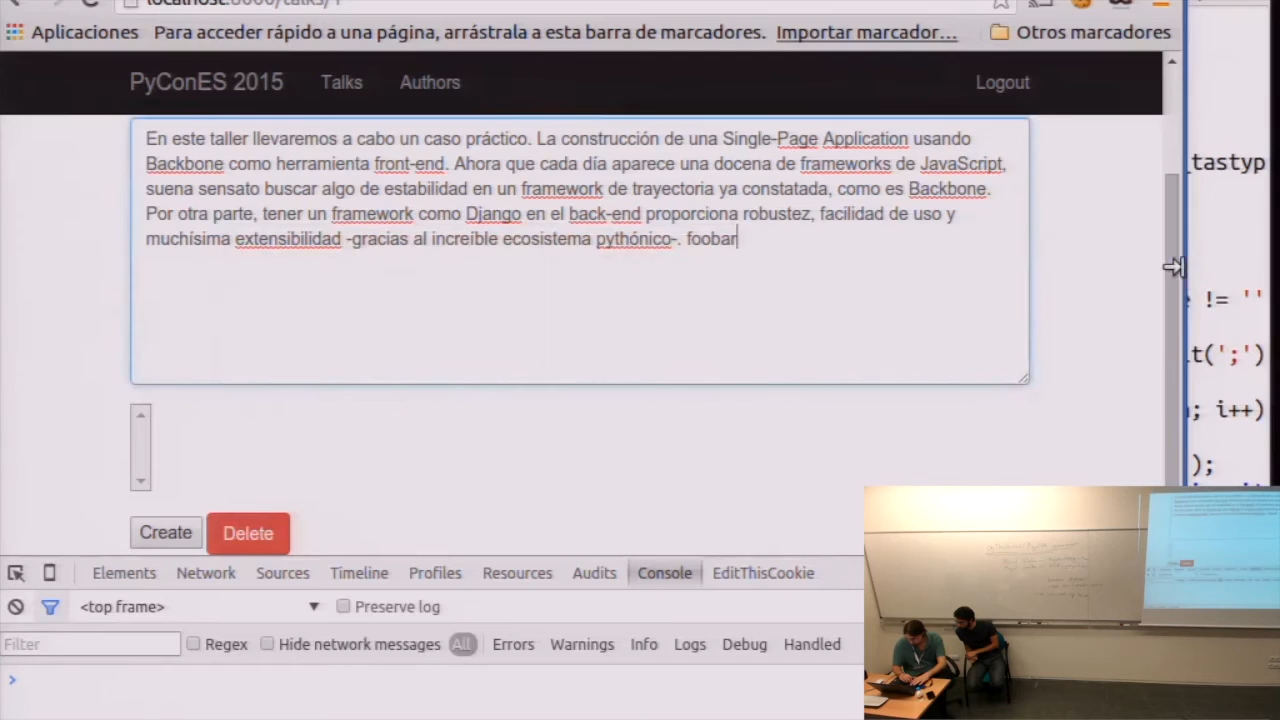 localhost:8000/talks/1
Aplicaciones Para acceder rápido a una página, arrástrala a esta barra de marcadores. Importar marcador... Otros marcadores
PyConES 2015 Talks Authors Logout
En este taller llevaremos a cabo un caso práctico. La construcción de una Single-Page Application usando
Backbone como herramienta front-end. Ahora que cada día aparece una docena de frameworks de JavaScript,
suena sensato buscar algo de estabilidad en un framework de trayectoria ya constatada, como es Backbone.
Por otra parte, tener un framework como Django en el back-end proporciona robustez, facilidad de uso y
muchísima extensibilidad -gracias al increíble ecosistema pythónico-. foobar
_tastyp
!= ''
t(';')
; i++)
);
Create Delete
Elements Network Sources Timeline Profiles Resources Audits Console EditThisCookie
<top frame> Preserve log
Filter Regex Hide network messages All Errors Warnings Info Logs Debug Handled
>